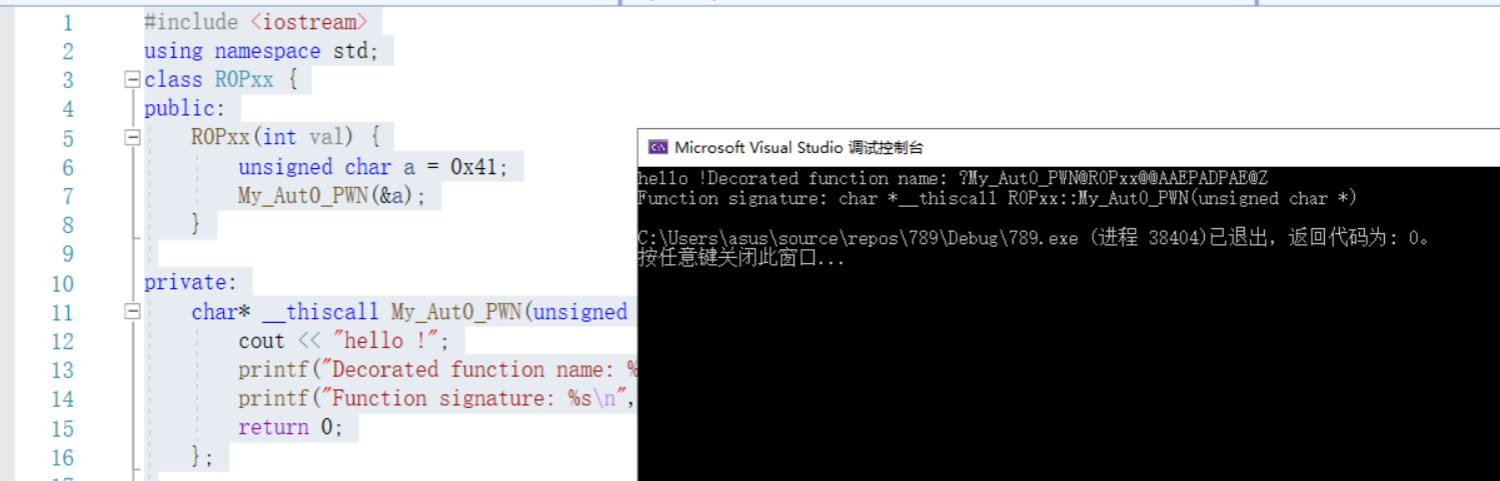 1 #include <iostream>
2 using namespace std;
3 class ROPxx {
4 public:
5 ROPxx(int val) {
6 unsigned char a = 0x41;
7 My_Aut0_PWN(&a);
8 }
9
10 private:
11 char* __thiscall My_Aut0_PWN(unsigned
12 cout << "hello !";
13 printf("Decorated function name: %
14 printf("Function signature: %s\n",
15 return 0;
16 };
Microsoft Visual Studio 调试控制台
hello !Decorated function name: ?My_Aut0_PWN@ROPxx@@AAEPADPAE@Z
Function signature: char *__thiscall ROPxx::My_Aut0_PWN(unsigned char *)
C:\Users\asus\source\repos\789\Debug\789.exe (进程 38404)已退出，返回代码为: 0。
按任意键关闭此窗口...